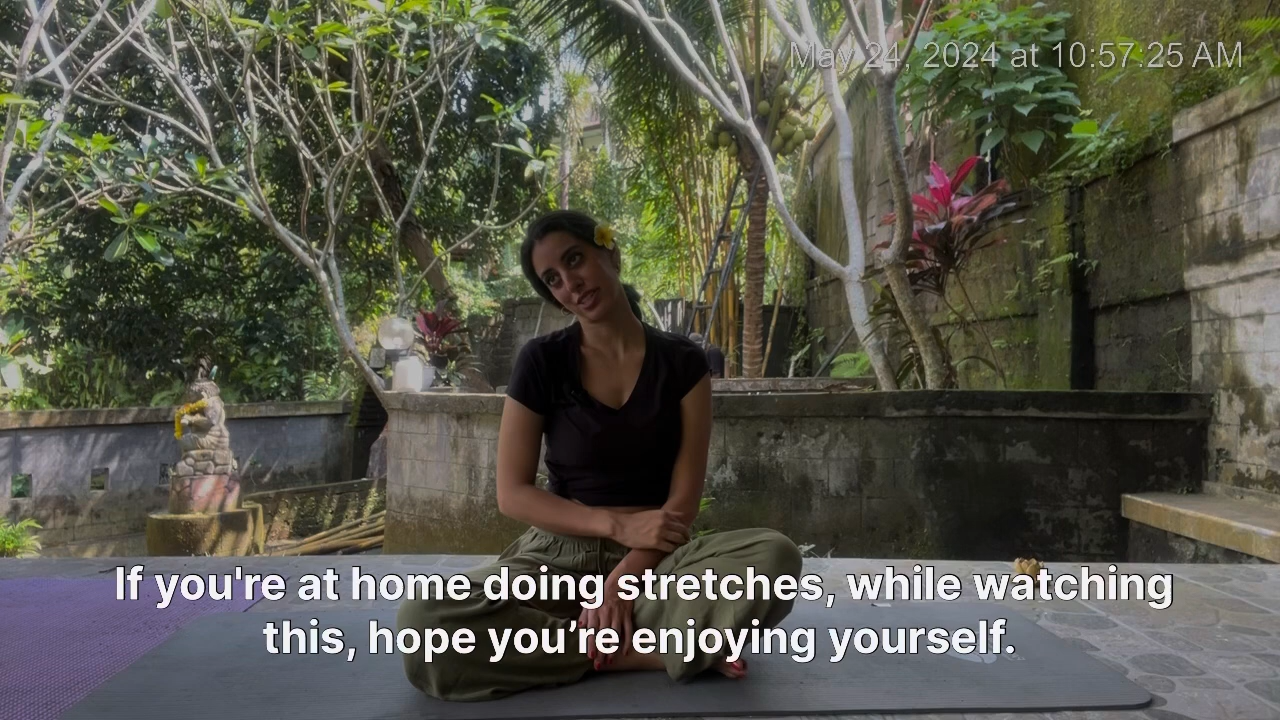 May 24, 2024 at 10:57:25 AM
If you're at home doing stretches, while watching
this, hope you’re enjoying yourself.